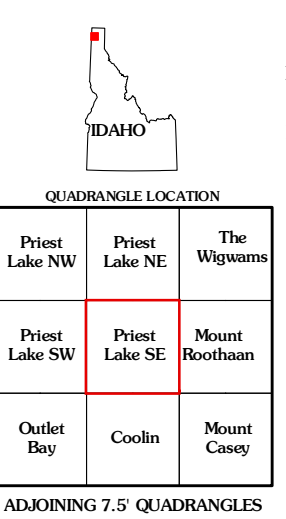 IDAHO
QUADRANGLE LOCATION
Priest
Lake NW
Priest
Lake NE
The
Wigwams
Priest
Lake SW
Priest
Lake SE
Mount
Roothaan
Outlet
Bay
Coolin
Mount
Casey
ADJOINING 7.5' QUADRANGLES